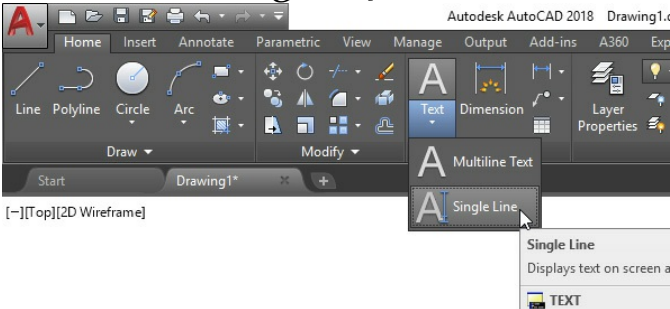 Autodesk AutoCAD 2018 Drawing1.d
Home Insert Annotate Parametric View Manage Output Add-ins A360 Exp
Line Polyline Circle Arc Text Dimension Layer Properties
Draw Modify
Multiline Text
Single Line
Start Drawing1*
[−][Top][2D Wireframe]
Single Line
Displays text on screen a
TEXT